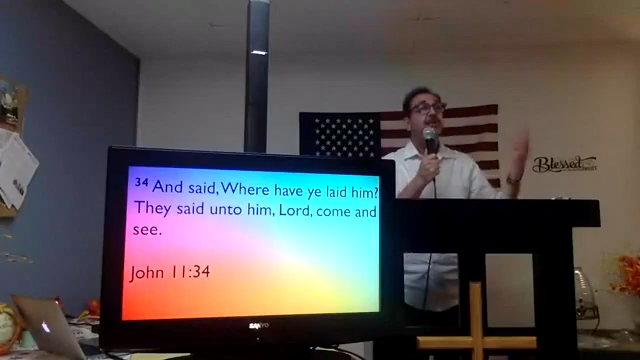 34 And said, Where have ye laid him?
They said unto him, Lord, come and
see.
John 11:34
SANYO
Blessed